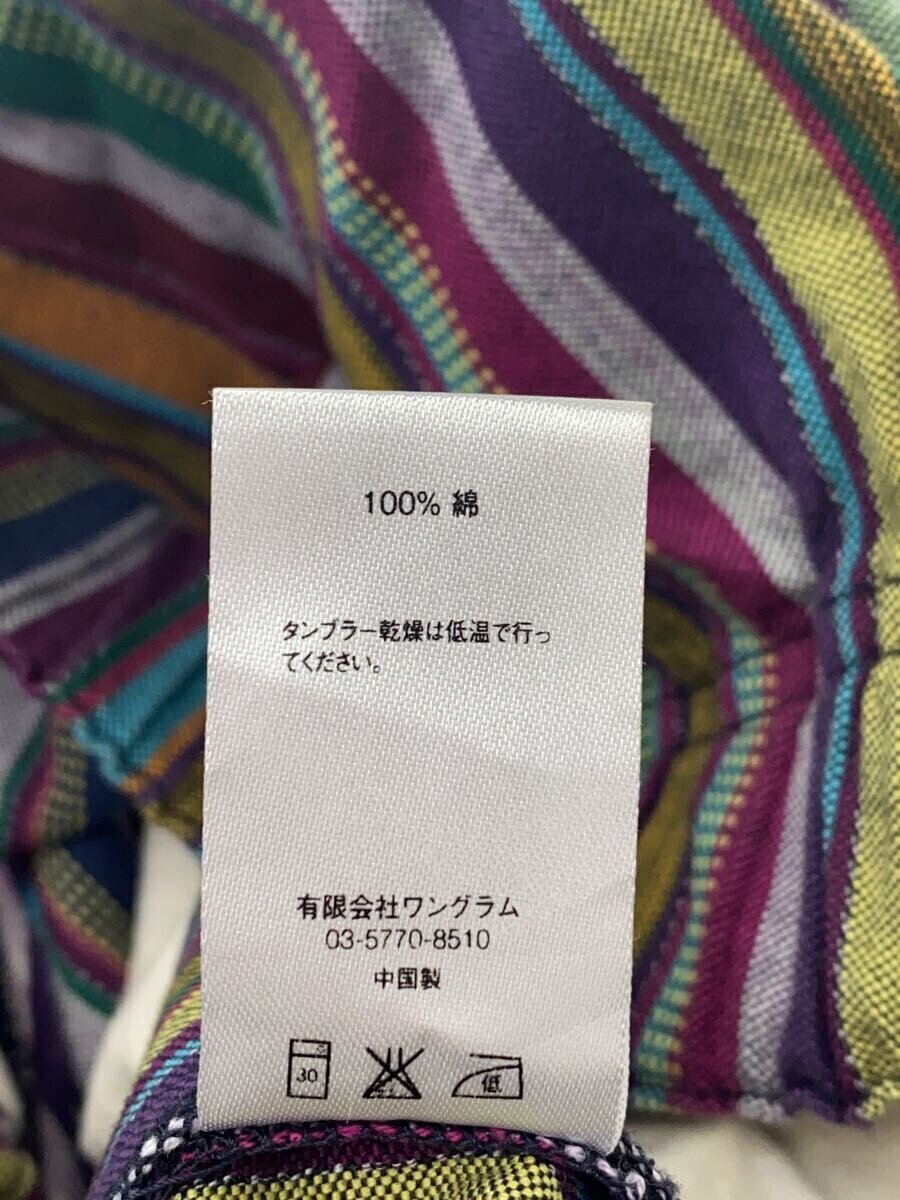 100% 綿
タンブラー乾燥は低温で行っ
てください。
有限会社ワングラム
03-5770-8510
中国製
30
低